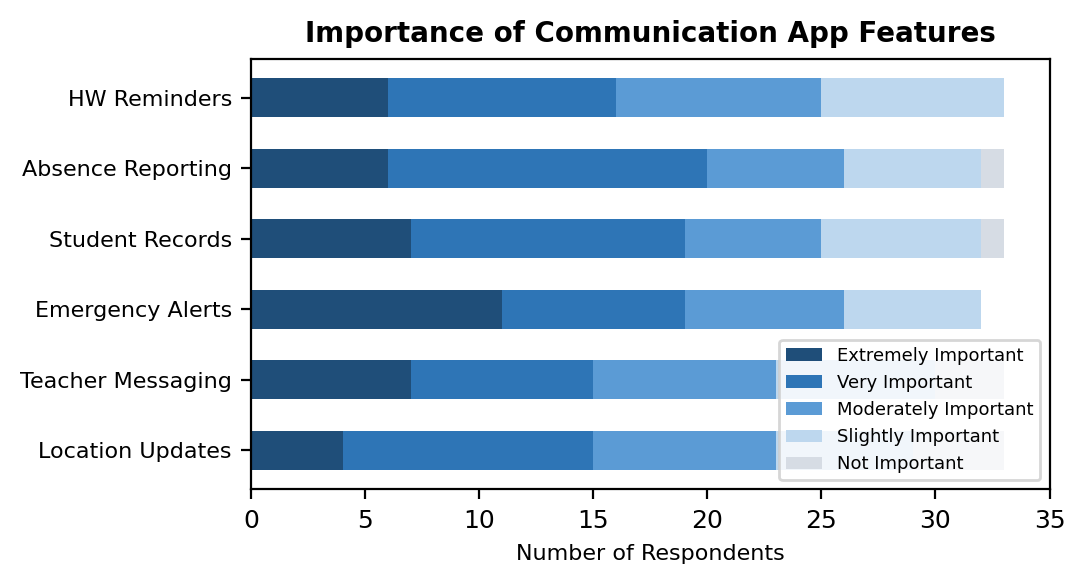 Importance of Communication App Features
HW Reminders
Absence Reporting
Student Records
Emergency Alerts
Teacher Messaging
Location Updates
Extremely Important
Very Important
Moderately Important
Slightly Important
Not Important
0 5 10 15 20 25 30 35
Number of Respondents